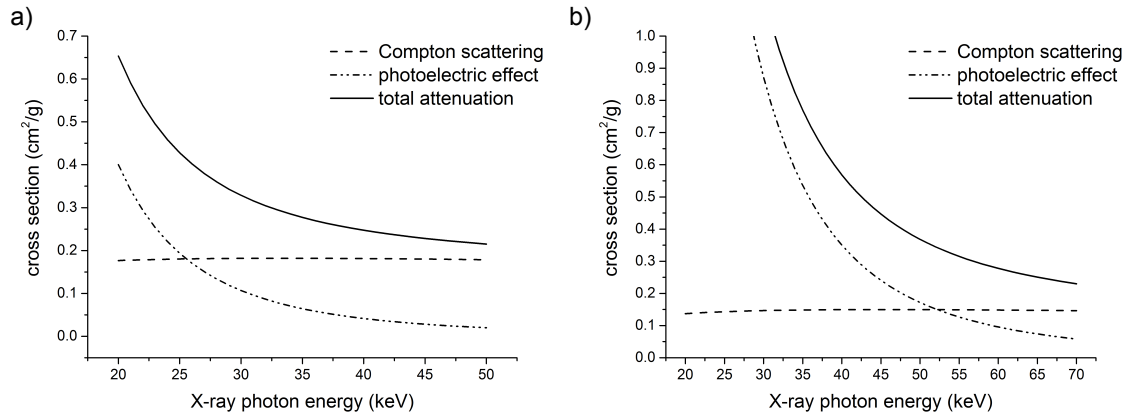 a)
0.7
0.6
0.5
0.4
0.3
0.2
0.1
0.0
cross section (cm²/g)
20 25 30 35 40 45 50
X-ray photon energy (keV)
Compton scattering
photoelectric effect
total attenuation
b)
1.0
0.9
0.8
0.7
0.6
0.5
0.4
0.3
0.2
0.1
0.0
cross section (cm²/g)
20 25 30 35 40 45 50 55 60 65 70
X-ray photon energy (keV)
Compton scattering
photoelectric effect
total attenuation